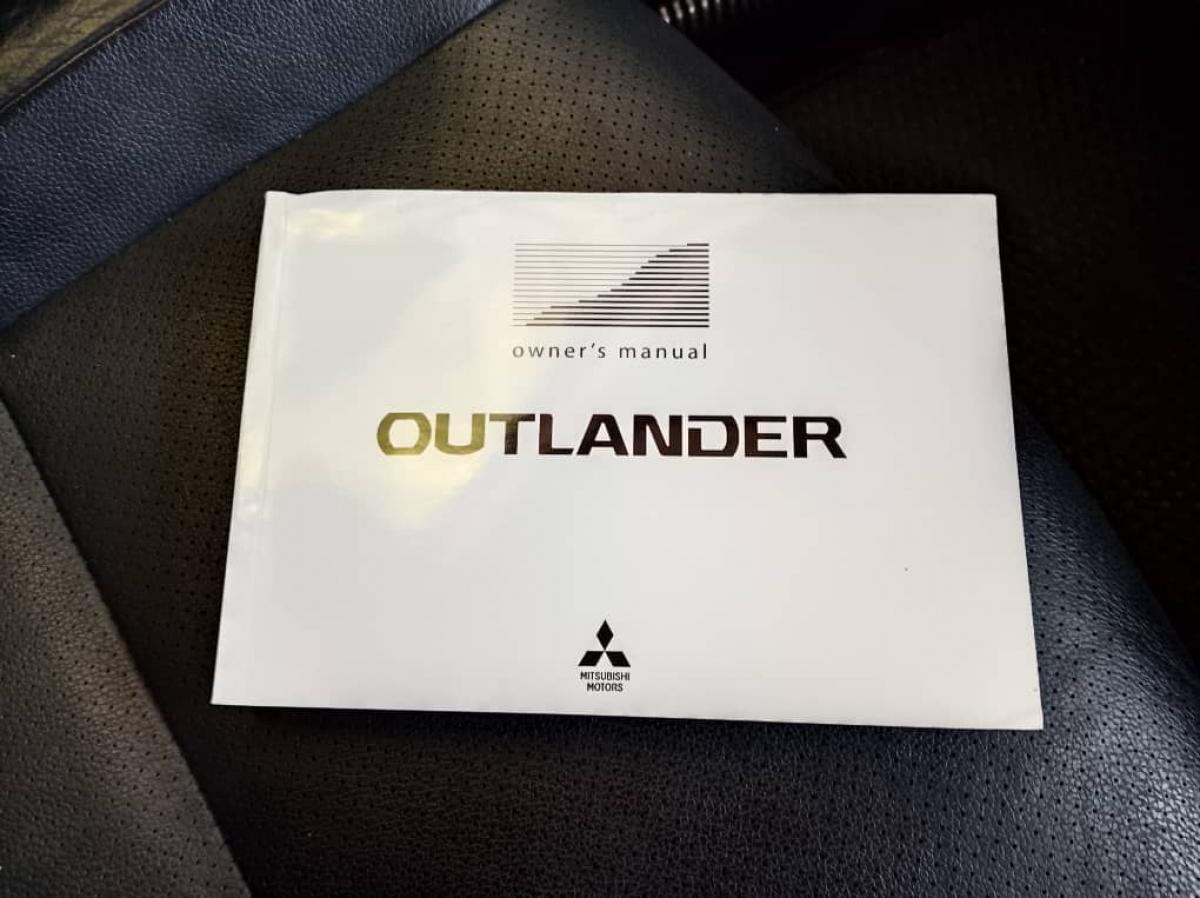 owner's manual
OUTLANDER
MITSUBISHI
MOTORS